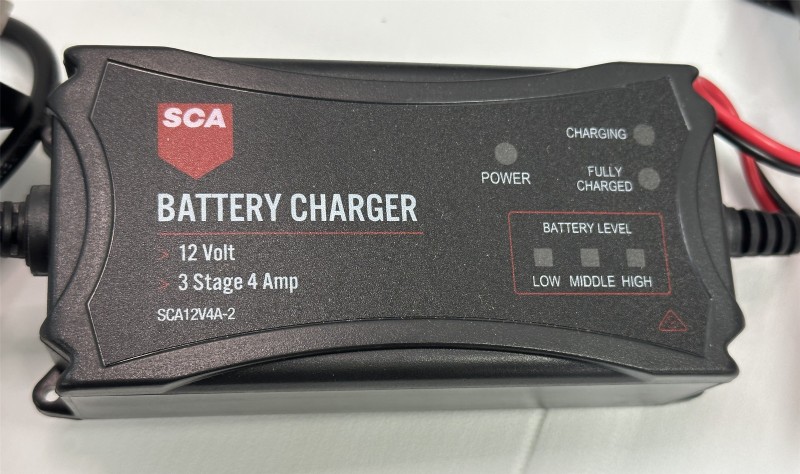 SCA
BATTERY CHARGER
> 12 Volt
> 3 Stage 4 Amp
SCA12V4A-2
POWER
CHARGING
FULLY
CHARGED
BATTERY LEVEL
LOW MIDDLE HIGH